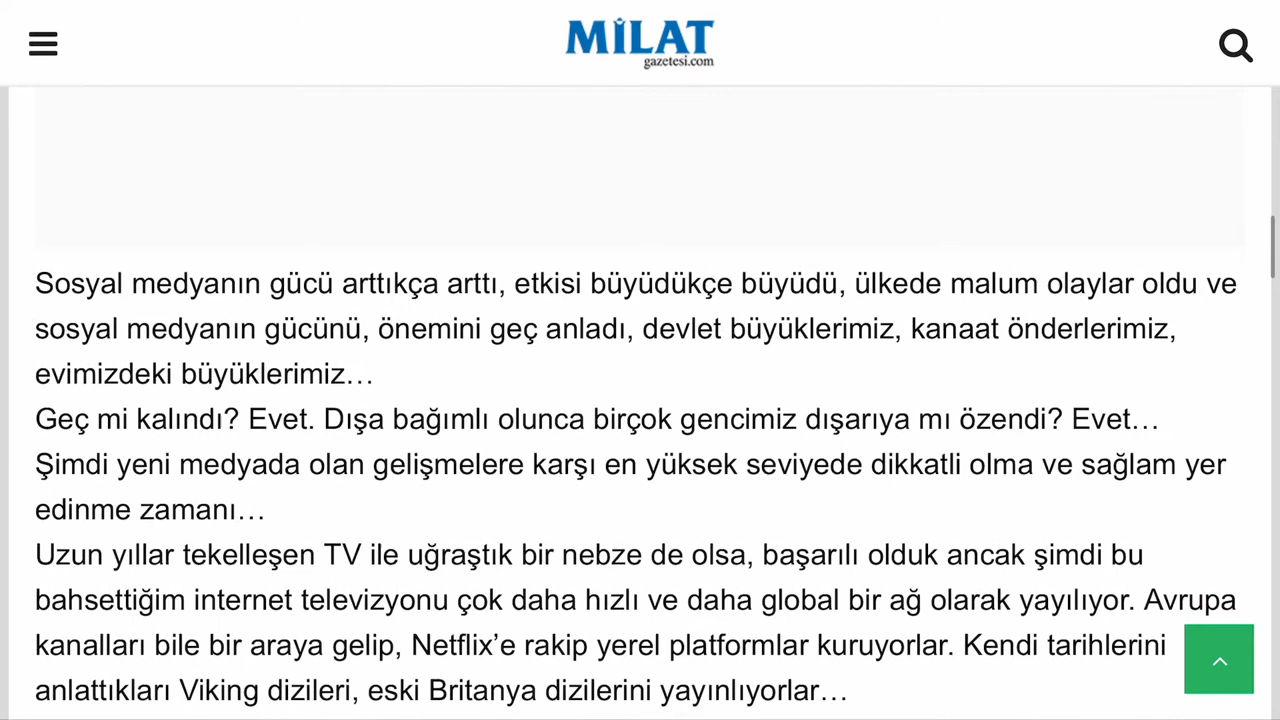 MİLAT
gazetesi.com
Sosyal medyanın gücü arttıkça arttı, etkisi büyüdükçe büyüdü, ülkede malum olaylar oldu ve
sosyal medyanın gücünü, önemini geç anladı, devlet büyüklerimiz, kanaat önderlerimiz,
evimizdeki büyüklerimiz…
Geç mi kalındı? Evet. Dışa bağımlı olunca birçok gencimiz dışarıya mı özendi? Evet…
Şimdi yeni medyada olan gelişmelere karşı en yüksek seviyede dikkatli olma ve sağlam yer
edinme zamanı…
Uzun yıllar tekelleşen TV ile uğraştık bir nebze de olsa, başarılı olduk ancak şimdi bu
bahsettiğim internet televizyonu çok daha hızlı ve daha global bir ağ olarak yayılıyor. Avrupa
kanalları bile bir araya gelip, Netflix’e rakip yerel platformlar kuruyorlar. Kendi tarihlerini
anlattıkları Viking dizileri, eski Britanya dizilerini yayınlıyorlar…